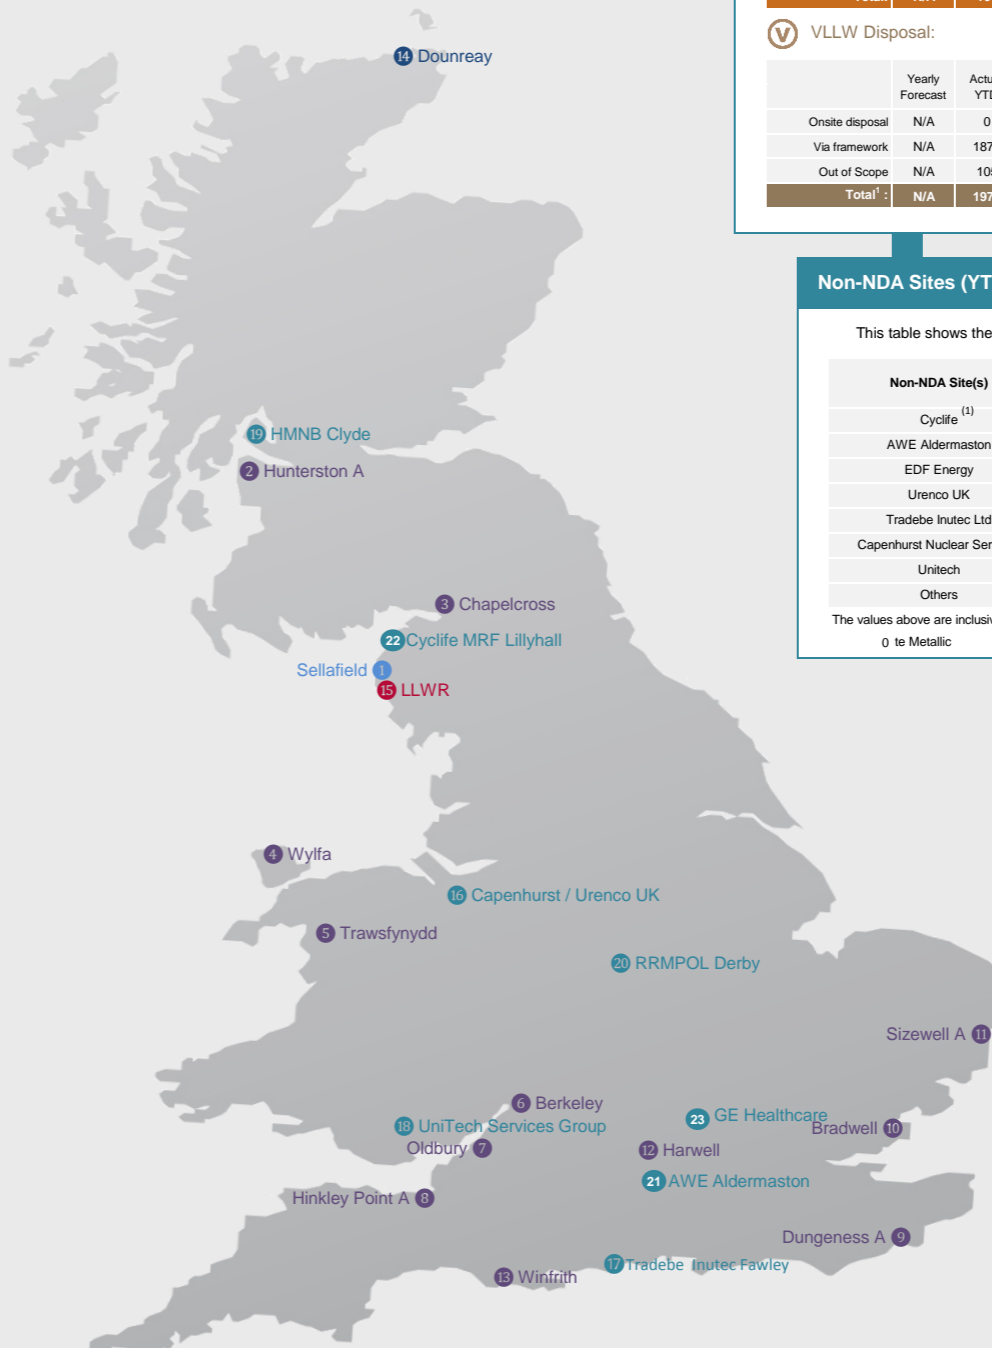 V VLLW Disposal:
Yearly Forecast
Onsite disposal N/A 0
Via framework N/A 187
Out of Scope N/A
Total¹ : N/A 197
Non-NDA Sites (YT
This table shows the
Non-NDA Site(s)
Cyclife (1)
AWE Aldermaston
EDF Energy
Urenco UK
Tradebe Inutec Ltd
Capenhurst Nuclear Ser
Unitech
Others
The values above are
0 te Metallic
14 Dounreay
19 HMNB Clyde
2 Hunterston A
3 Chapelcross
22 Cyclife MRF Lillyhall
Sellafield 1
15 LLWR
4 Wylfa
16 Capenhurst / Urenco UK
5 Trawsfynydd
20 RRMPOL Derby
Sizewell A 11
6 Berkeley
23 GE Healthcare
18 UniTech Services Group
Bradwell 10
Oldbury 7
12 Harwell
21 AWE Aldermaston
Hinkley Point A 8
Dungeness A 9
17 Tradebe Inutec Fawley
13 Winfrith